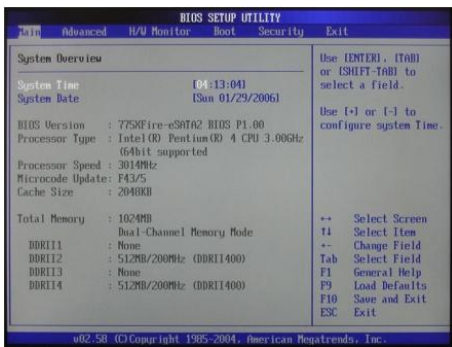 BIOS SETUP UTILITY
Main Advanced H/W Monitor Boot Security Exit
System Overview
System Time [04:13:04]
System Date [Sun 01/29/2006]
BIOS Version : 775XFire-eSATA2 BIOS P1.00
Processor Type : Intel(R) Pentium(R) 4 CPU 3.00GHz
(64bit supported
Processor Speed : 3014MHz
Microcode Update: F43/5
Cache Size : 2048KB
Total Memory : 1024MB
Dual-Channel Memory Mode
DDRII1 : None
DDRII2 : 512MB/200MHz (DDRII400)
DDRII3 : None
DDRII4 : 512MB/200MHz (DDRII400)
Use [ENTER], [TAB]
or [SHIFT-TAB] to
select a field.
Use [+] or [-] to
configure system Time.
↔ Select Screen
↑↓ Select Item
+- Change Field
Tab Select Field
F1 General Help
F9 Load Defaults
F10 Save and Exit
ESC Exit
v02.58 (C)Copyright 1985-2004, American Megatrends, Inc.